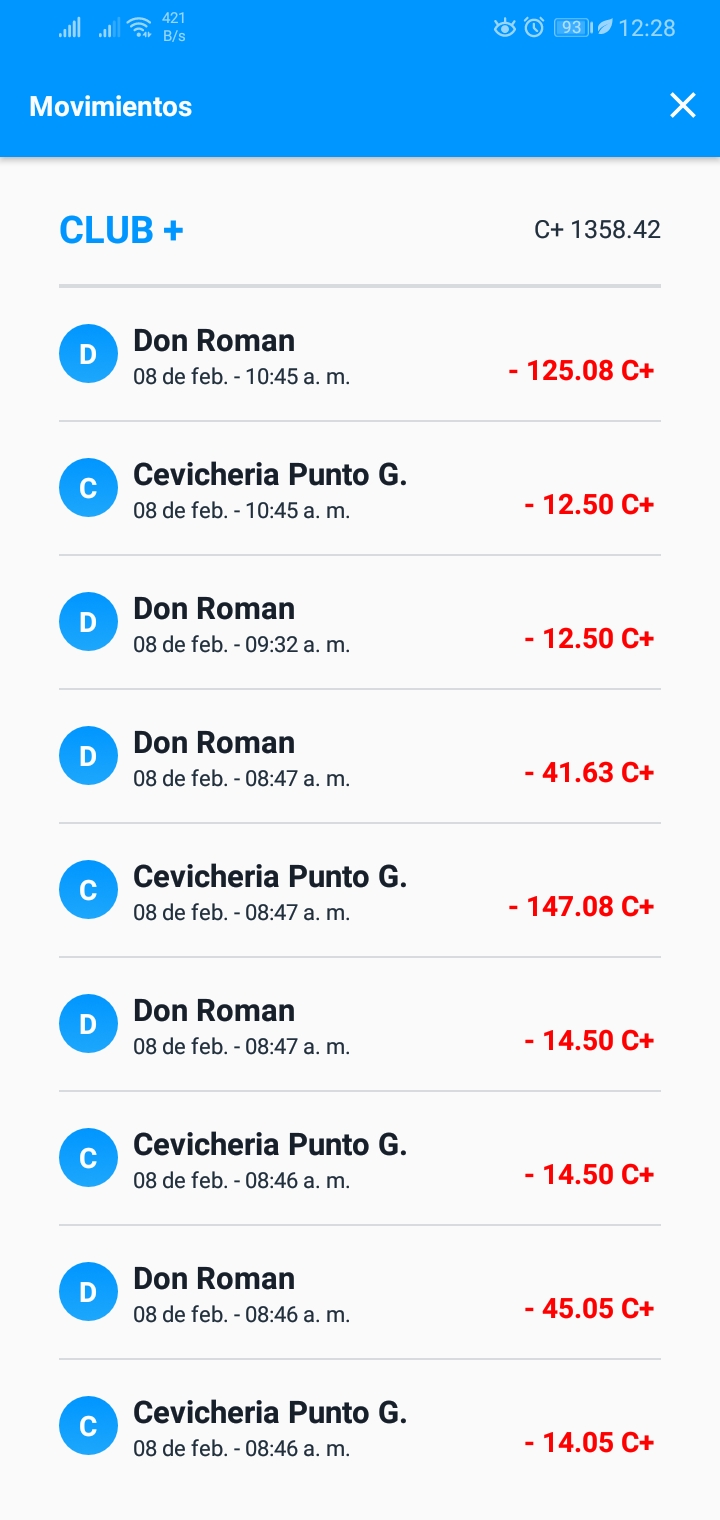 421
B/s
93
12:28
Movimientos
CLUB +
C+ 1358.42
D
Don Roman
08 de feb. - 10:45 a. m.
- 125.08 C+
C
Cevicheria Punto G.
08 de feb. - 10:45 a. m.
- 12.50 C+
D
Don Roman
08 de feb. - 09:32 a. m.
- 12.50 C+
D
Don Roman
08 de feb. - 08:47 a. m.
- 41.63 C+
C
Cevicheria Punto G.
08 de feb. - 08:47 a. m.
- 147.08 C+
D
Don Roman
08 de feb. - 08:47 a. m.
- 14.50 C+
C
Cevicheria Punto G.
08 de feb. - 08:46 a. m.
- 14.50 C+
D
Don Roman
08 de feb. - 08:46 a. m.
- 45.05 C+
C
Cevicheria Punto G.
08 de feb. - 08:46 a. m.
- 14.05 C+